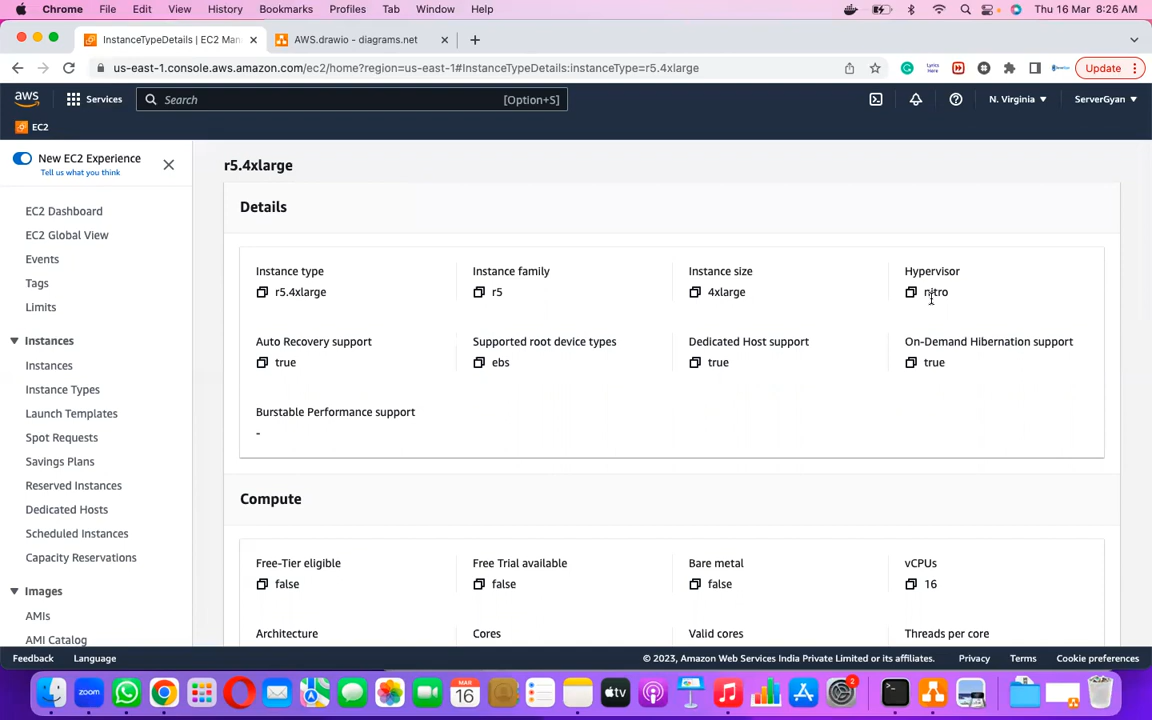 Chrome File Edit View History Bookmarks Profiles Tab Window Help Thu 16 Mar 8:26 AM
InstanceTypeDetails | EC2 Man AWS.drawio - diagrams.net
us-east-1.console.aws.amazon.com/ec2/home?region=us-east-1#InstanceTypeDetails:instanceType=r5.4xlarge Update
aws Services Search [Option+S] N. Virginia ServerGyan
EC2
New EC2 Experience
Tell us what you think
EC2 Dashboard
EC2 Global View
Events
Tags
Limits
Instances
Instances
Instance Types
Launch Templates
Spot Requests
Savings Plans
Reserved Instances
Dedicated Hosts
Scheduled Instances
Capacity Reservations
Images
AMIs
AMI Catalog
r5.4xlarge
Details
Instance type Instance family Instance size Hypervisor
r5.4xlarge r5 4xlarge nitro
Auto Recovery support Supported root device types Dedicated Host support On-Demand Hibernation support
true ebs true true
Burstable Performance support
-
Compute
Free-Tier eligible Free Trial available Bare metal vCPUs
false false false 16
Architecture Cores Valid cores Threads per core
Feedback Language © 2023, Amazon Web Services India Private Limited or its affiliates. Privacy Terms Cookie preferences
zoom MAR 16 tv 2